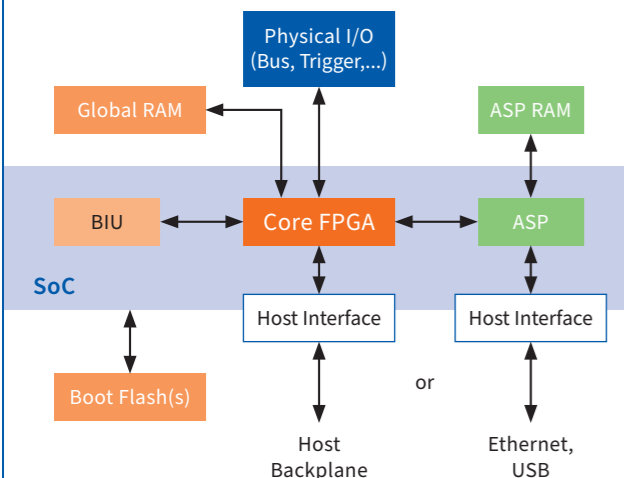 Physical I/O
(Bus, Trigger,...)
Global RAM
ASP RAM
BIU
Core FPGA
ASP
SoC
Host Interface
Host Interface
Boot Flash(s)
or
Host
Backplane
Ethernet,
USB